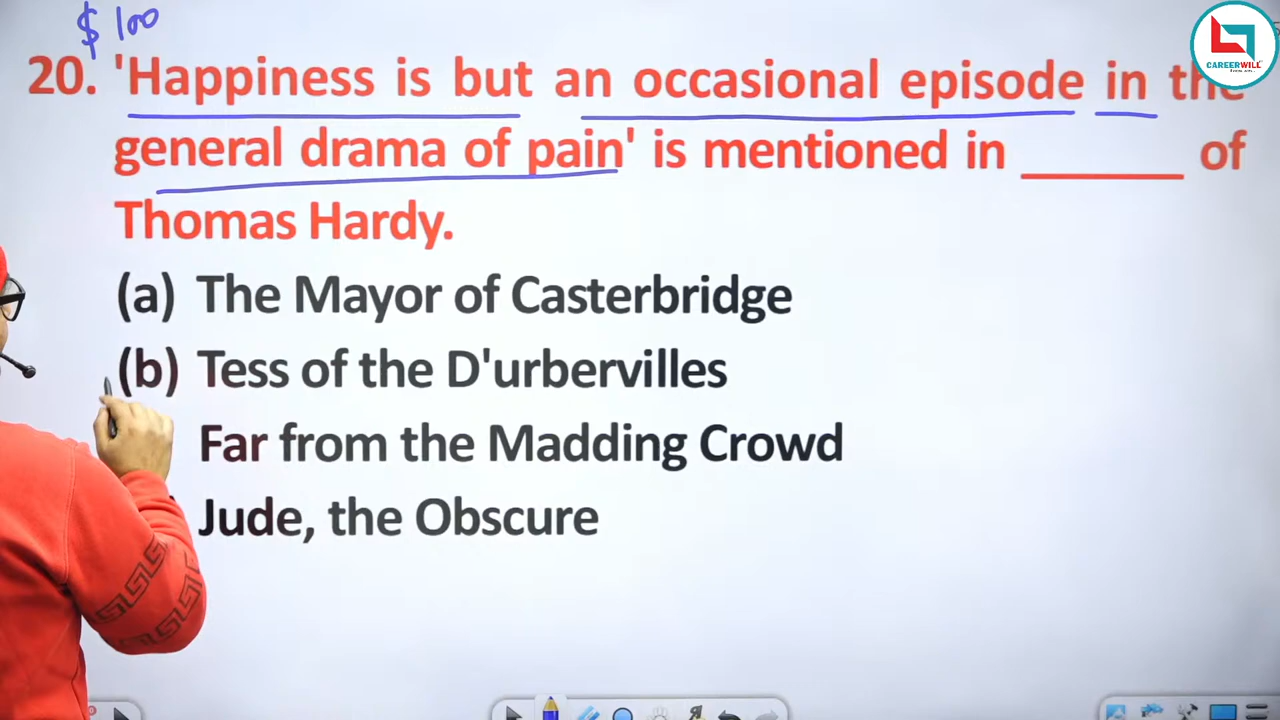 $ 100
20. 'Happiness is but an occasional episode in the
general drama of pain' is mentioned in ________ of
Thomas Hardy.
(a) The Mayor of Casterbridge
(b) Tess of the D'urbervilles
Far from the Madding Crowd
Jude, the Obscure
CAREERWILL